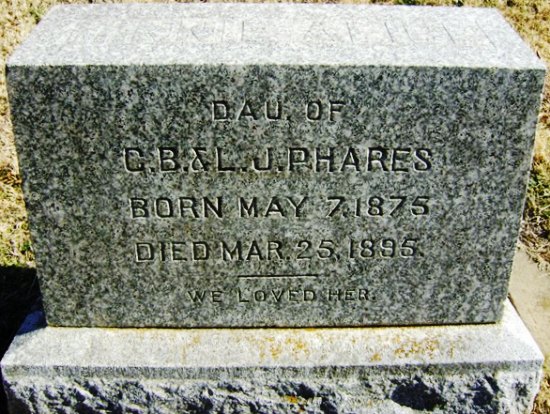 DAU. OF
G.B.&L.J.PHARES
BORN MAY 7.1875
DIED MAR.25,1895.
WE LOVED HER.